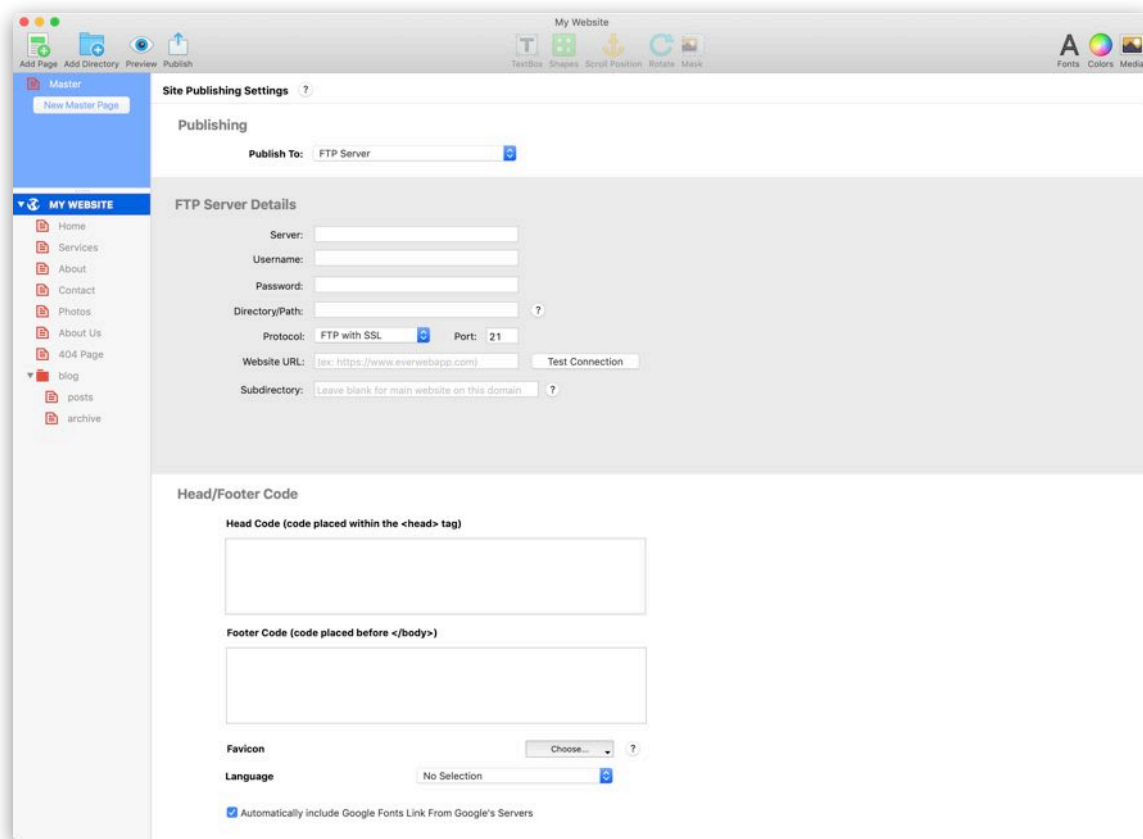 My Website
Add Page Add Directory Preview Publish
TextBox Shapes Scroll Position Rotate Mask
Fonts Colors Media
Master
New Master Page
MY WEBSITE
Home
Services
About
Contact
Photos
About Us
404 Page
blog
posts
archive
Site Publishing Settings ?
Publishing
Publish To: FTP Server
FTP Server Details
Server:
Username:
Password:
Directory/Path: ?
Protocol: FTP with SSL Port: 21
Website URL: (ex: https://www.everwebapp.com) Test Connection
Subdirectory: Leave blank for main website on this domain ?
Head/Footer Code
Head Code (code placed within the <head> tag)
Footer Code (code placed before </body>)
Favicon Choose... ?
Language No Selection
Automatically include Google Fonts Link From Google's Servers